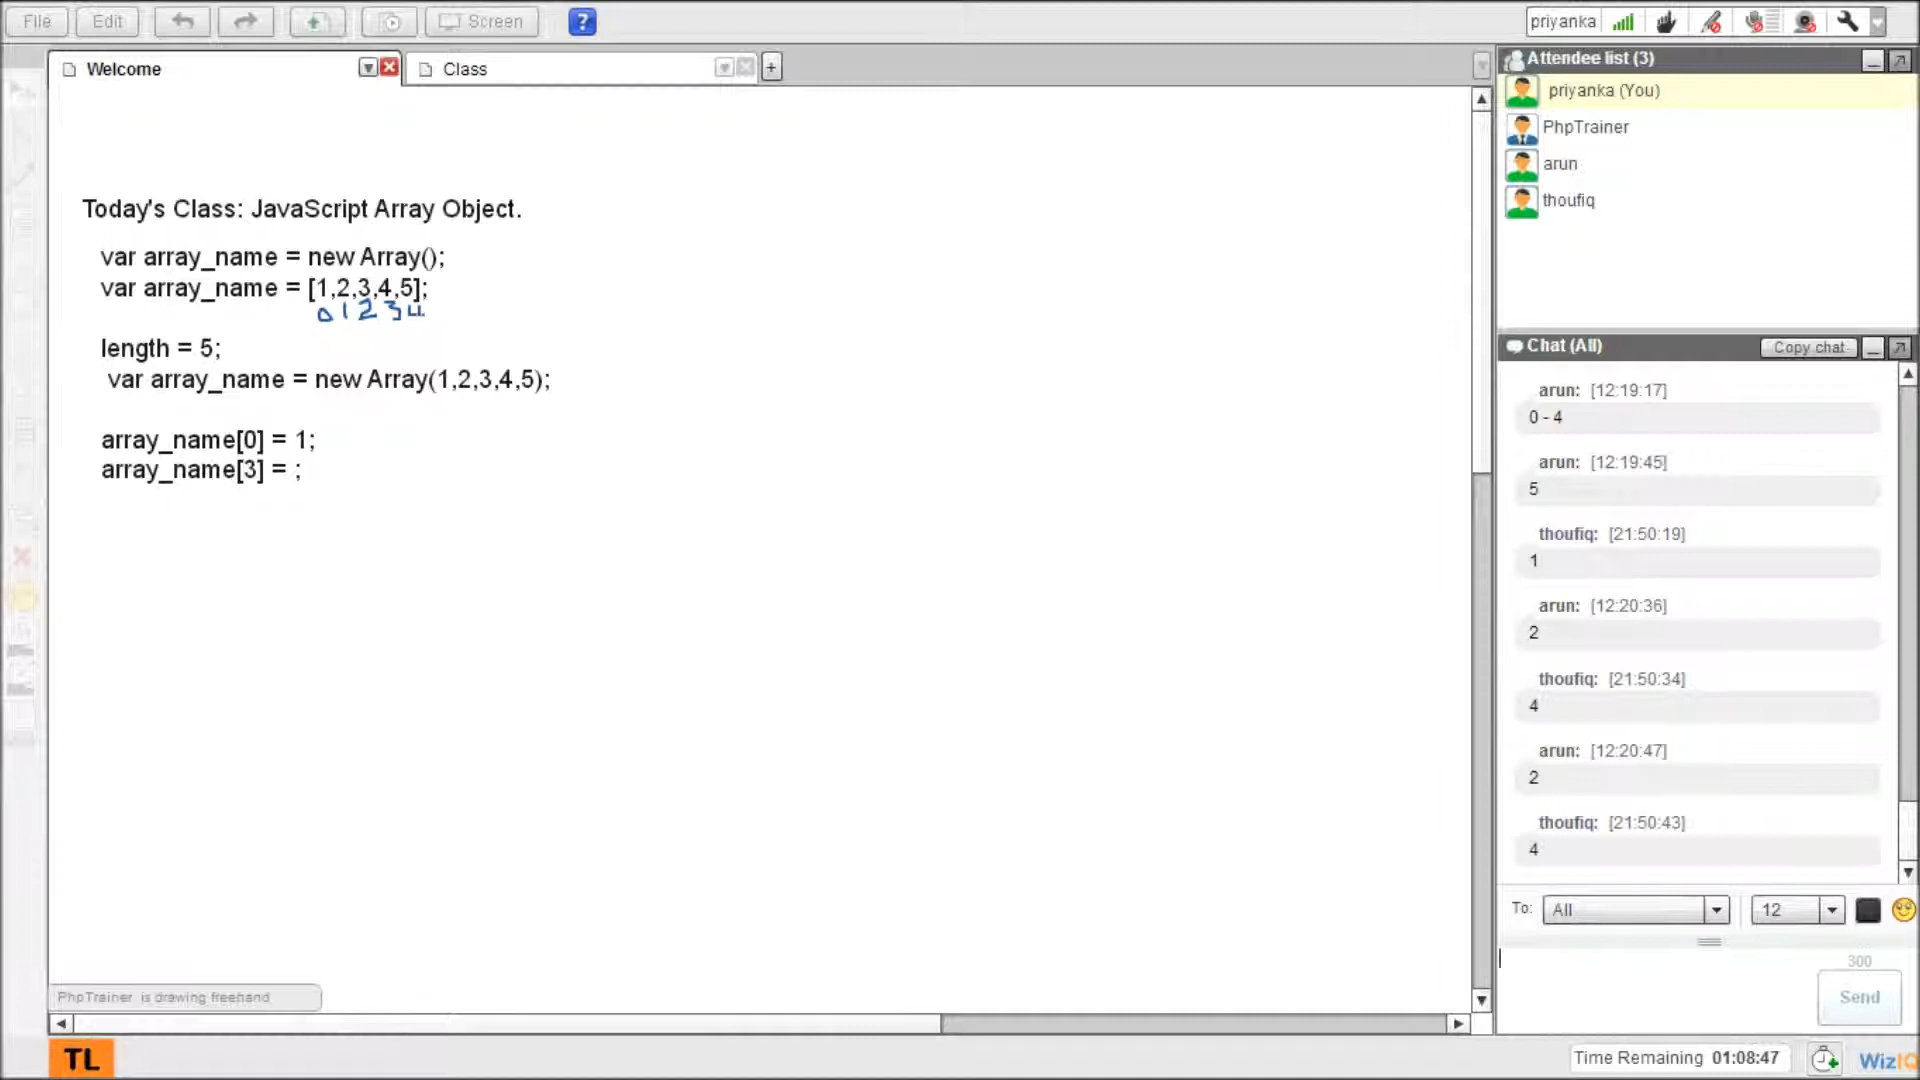 File
Edit
Screen
?
priyanka
Welcome
Class
+
Attendee list (3)
priyanka (You)
PhpTrainer
arun
thoufiq
Today's Class: JavaScript Array Object.
var array_name = new Array();
var array_name = [1,2,3,4,5];
0 1 2 3 4
length = 5;
var array_name = new Array(1,2,3,4,5);
array_name[0] = 1;
array_name[3] = ;
Chat (All)
Copy chat
arun: [12:19:17]
0 - 4
arun: [12:19:45]
5
thoufiq: [21:50:19]
1
arun: [12:20:36]
2
thoufiq: [21:50:34]
4
arun: [12:20:47]
2
thoufiq: [21:50:43]
4
To: All 12
300
Send
PhpTrainer is drawing freehand
TL
Time Remaining 01:08:47
WizIQ